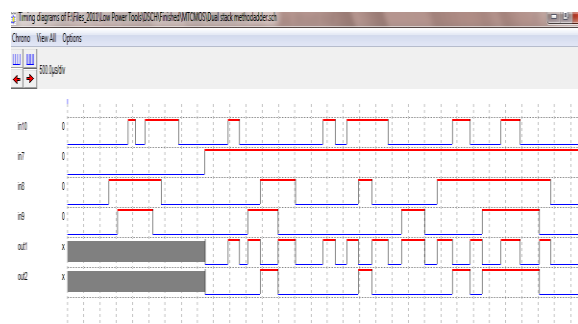 Timing diagrams of F:\Files_2011\Low Power Tools\DSCH\Finished\MTCMOS\Dual stack methodadder.sch
Chrono View All Options
500.0µs/div
in10 0
in7 0
in8 0
in9 0
out1 x
out2 x